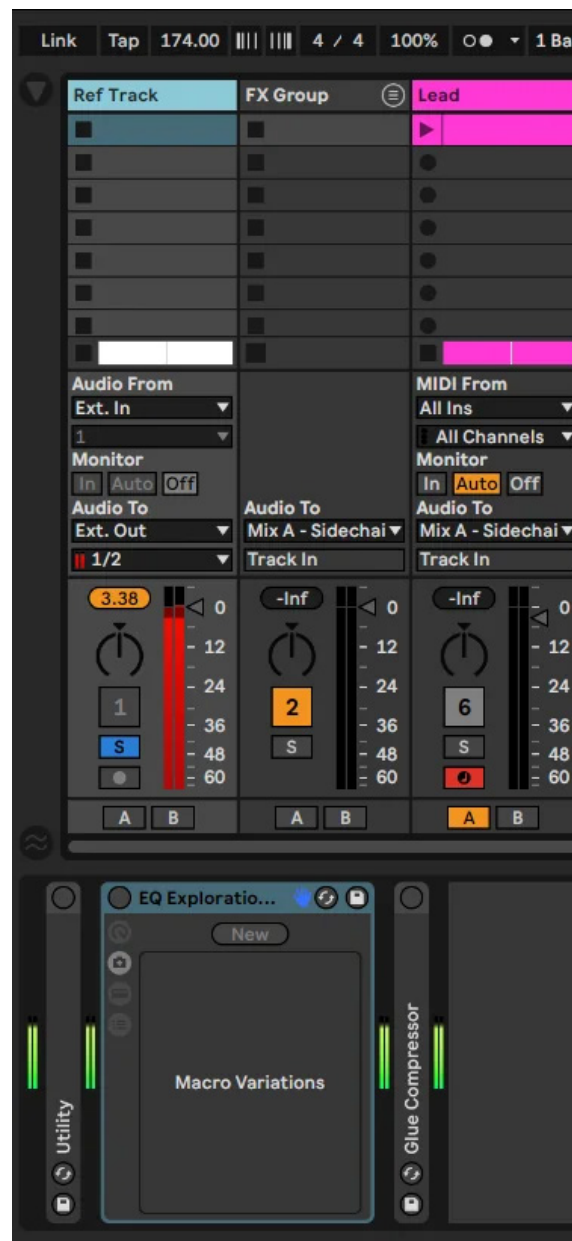 Link Tap 174.00 4 / 4 100% 1 Ba
Ref Track FX Group Lead
Audio From MIDI From
Ext. In All Ins
1 All Channels
Monitor Monitor
In Auto Off In Auto Off
Audio To Audio To Audio To
Ext. Out Mix A - Sidechai Mix A - Sidechai
1/2 Track In Track In
3.38 -Inf -Inf
0 0 0
12 12 12
24 24 24
1 2 6
36 36 36
S S S
48 48 48
60 60 60
A B A B A B
EQ Exploratio...
New
Macro Variations
Utility
Glue Compressor